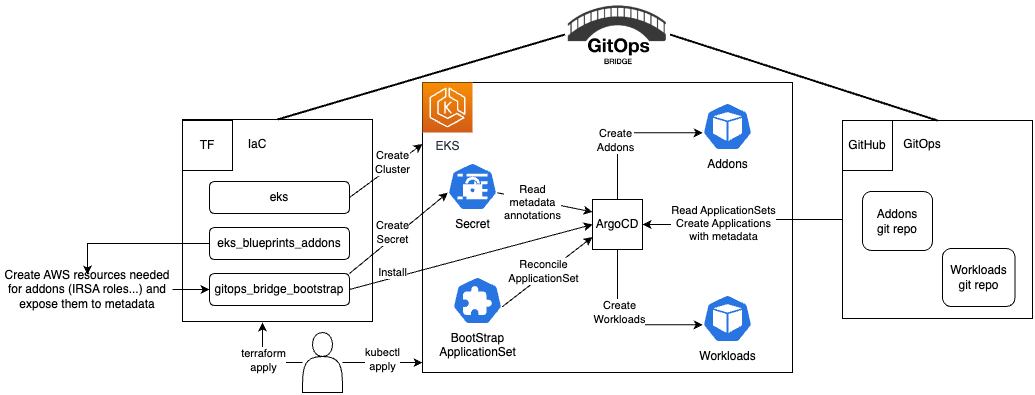 GitOps
BRIDGE
TF
IaC
eks
eks_blueprints_addons
gitops_bridge_bootstrap
Create AWS resources needed
for addons (IRSA roles...) and
expose them to metadata
terraform
apply
kubectl
apply
Create
Cluster
Create
Secret
Install
K
EKS
Secret
Read
metadata
annotations
BootStrap
ApplicationSet
Reconcile
ApplicationSet
ArgoCD
Create
Addons
Addons
Create
Workloads
Workloads
Read ApplicationSets
Create Applications
with metadata
GitHub
GitOps
Addons
git repo
Workloads
git repo